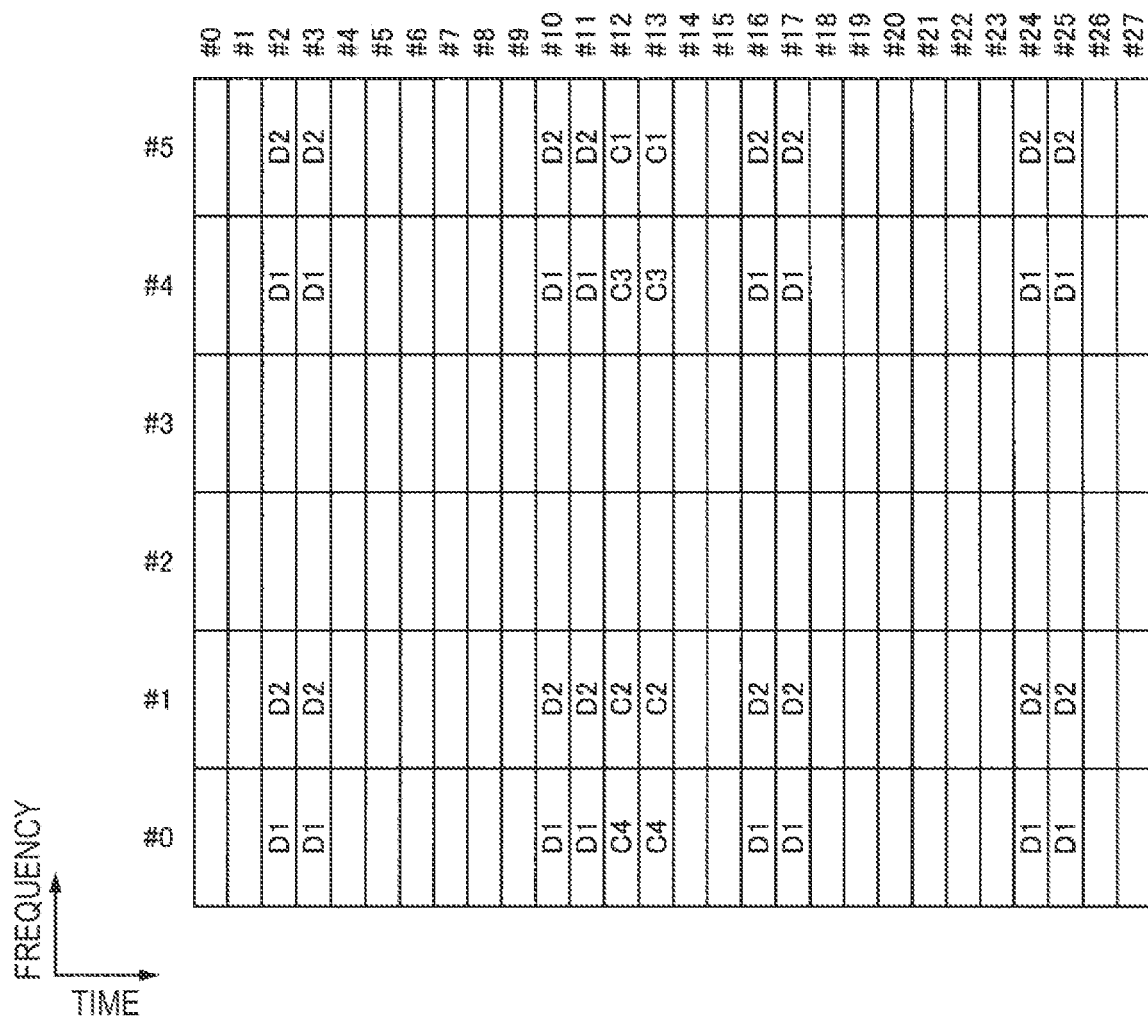 #0 #1 #2 #3 #4 #5 #6 #7 #8 #9 #10 #11 #12 #13 #14 #15 #16 #17 #18 #19 #20 #21 #22 #23 #24 #25 #26 #27
#5 D2 D2 D2 D2 C1 C1 D2 D2 D2 D2
#4 D1 D1 D1 D1 C3 C3 D1 D1 D1 D1
#3
#2
#1 D2 D2 D2 D2 C2 C2 D2 D2 D2 D2
#0 D1 D1 D1 D1 C4 C4 D1 D1 D1 D1
FREQUENCY
TIME